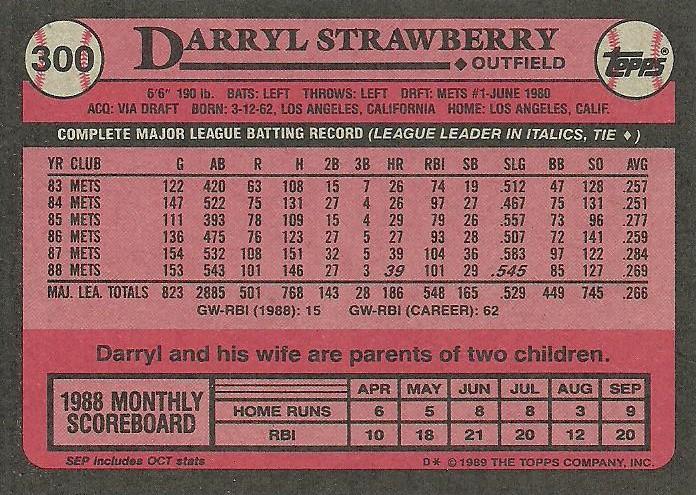 300
DARRYL STRAWBERRY
♦OUTFIELD
TOPPS®
6'6" 190 lb. BATS: LEFT THROWS: LEFT DRFT: METS #1-JUNE 1980
ACQ: VIA DRAFT BORN: 3-12-62, LOS ANGELES, CALIFORNIA HOME: LOS ANGELES, CALIF.
COMPLETE MAJOR LEAGUE BATTING RECORD (LEAGUE LEADER IN ITALICS, TIE ♦)
YR CLUB G AB R H 2B 3B HR RBI SB SLG BB SO AVG
83 METS 122 420 63 108 15 7 26 74 19 .512 47 128 .257
84 METS 147 522 75 131 27 4 26 97 27 .467 75 131 .251
85 METS 111 393 78 109 15 4 29 79 26 .557 73 96 .277
86 METS 136 475 76 123 27 5 27 93 28 .507 72 141 .259
87 METS 154 532 108 151 32 5 39 104 36 .583 97 122 .284
88 METS 153 543 101 146 27 3 39 101 29 .545 85 127 .269
MAJ. LEA. TOTALS 823 2885 501 768 143 28 186 548 165 .529 449 745 .266
GW-RBI (1988): 15 GW-RBI (CAREER): 62
Darryl and his wife are parents of two children.
1988 MONTHLY
SCOREBOARD
APR MAY JUN JUL AUG SEP
HOME RUNS 6 5 8 8 3 9
RBI 10 18 21 20 12 20
SEP includes OCT stats
D* © 1989 THE TOPPS COMPANY, INC.